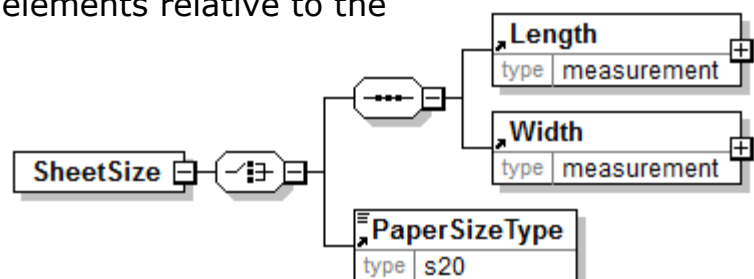 elements relative to the
Length
type measurement
Width
type measurement
SheetSize
PaperSizeType
type s20